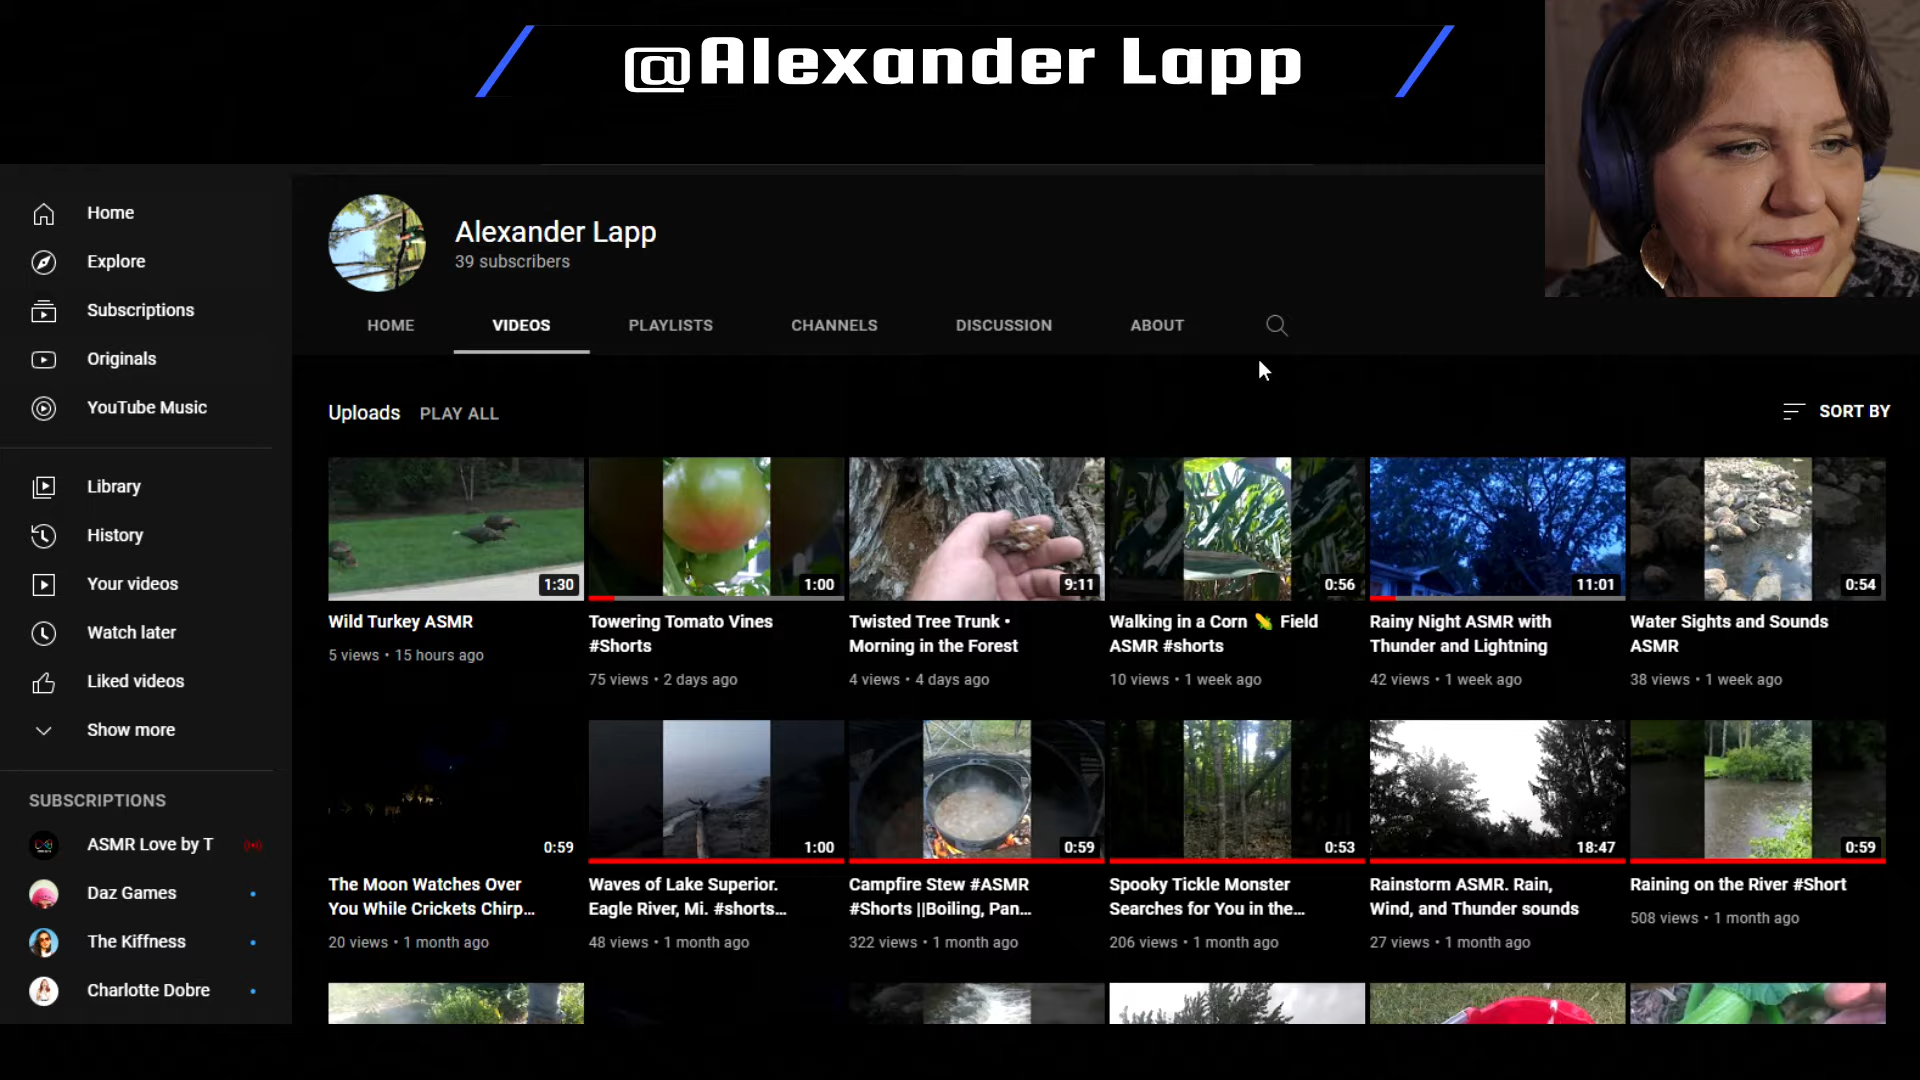 @Alexander Lapp
Home
Explore
Subscriptions
Originals
YouTube Music
Library
History
Your videos
Watch later
Liked videos
Show more
SUBSCRIPTIONS
ASMR Love by T
Daz Games
The Kiffness
Charlotte Dobre
Alexander Lapp
39 subscribers
HOME VIDEOS PLAYLISTS CHANNELS DISCUSSION ABOUT
Uploads PLAY ALL
SORT BY
1:30
Wild Turkey ASMR
5 views • 15 hours ago
1:00
Towering Tomato Vines
#Shorts
75 views • 2 days ago
9:11
Twisted Tree Trunk •
Morning in the Forest
4 views • 4 days ago
0:56
Walking in a Corn 🌽 Field
ASMR #shorts
10 views • 1 week ago
11:01
Rainy Night ASMR with
Thunder and Lightning
42 views • 1 week ago
0:54
Water Sights and Sounds
ASMR
38 views • 1 week ago
0:59
The Moon Watches Over
You While Crickets Chirp...
20 views • 1 month ago
1:00
Waves of Lake Superior.
Eagle River, Mi. #shorts...
48 views • 1 month ago
0:59
Campfire Stew #ASMR
#Shorts ||Boiling, Pan...
322 views • 1 month ago
0:53
Spooky Tickle Monster
Searches for You in the...
206 views • 1 month ago
18:47
Rainstorm ASMR. Rain,
Wind, and Thunder sounds
27 views • 1 month ago
0:59
Raining on the River #Short
508 views • 1 month ago